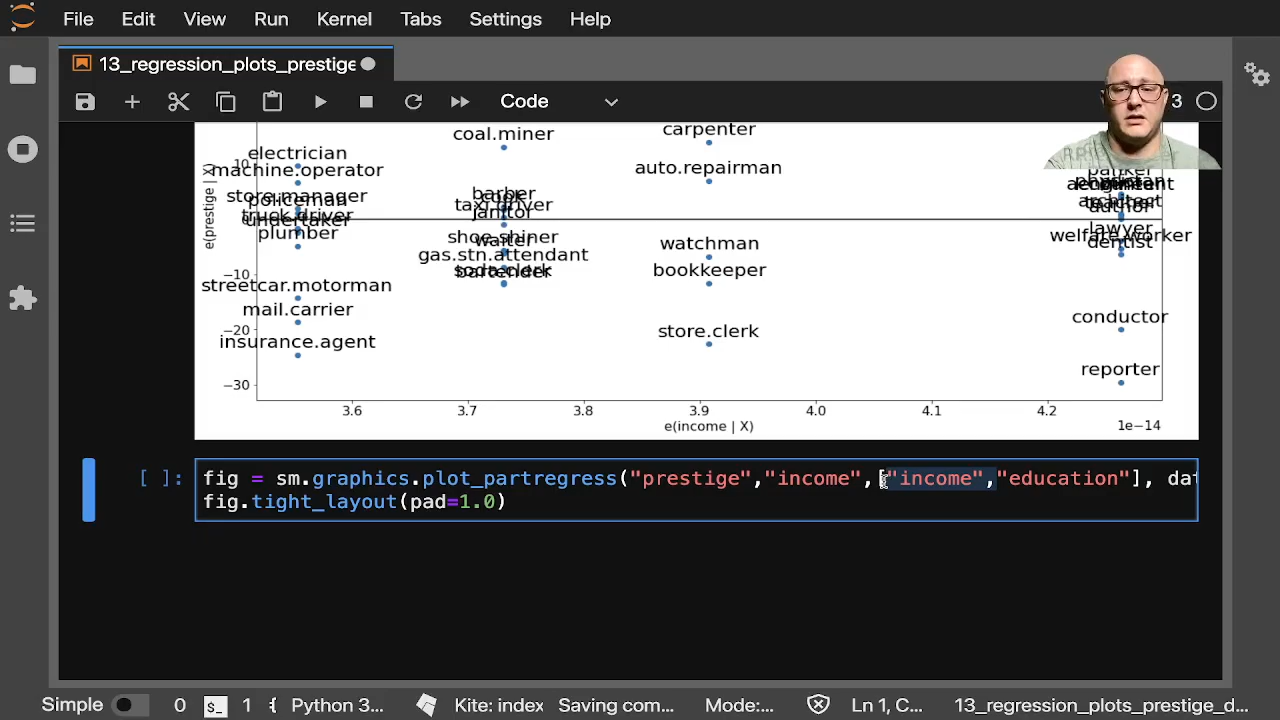 File Edit View Run Kernel Tabs Settings Help
13_regression_plots_prestige
Code
3
coal.miner
carpenter
electrician
10
machine.operator
auto.repairman
store.manager
policeman
barber
cook
taxi.driver
janitor
truck.driver
undertaker
plumber
shoe.shiner
waiter
watchman
lawyer
welfare.worker
dentist
gas.stn.attendant
bartender
bookkeeper
e(prestige | X)
−10
streetcar.motorman
mail.carrier
conductor
−20
store.clerk
insurance.agent
reporter
−30
3.6 3.7 3.8 3.9 4.0 4.1 4.2
e(income | X)
1e−14
[ ]: fig = sm.graphics.plot_partregress("prestige","income",["income","education"], dat
fig.tight_layout(pad=1.0)
Simple 0 $_ 1 Python 3... Kite: index Saving com... Mode:... Ln 1, C... 13_regression_plots_prestige_d...